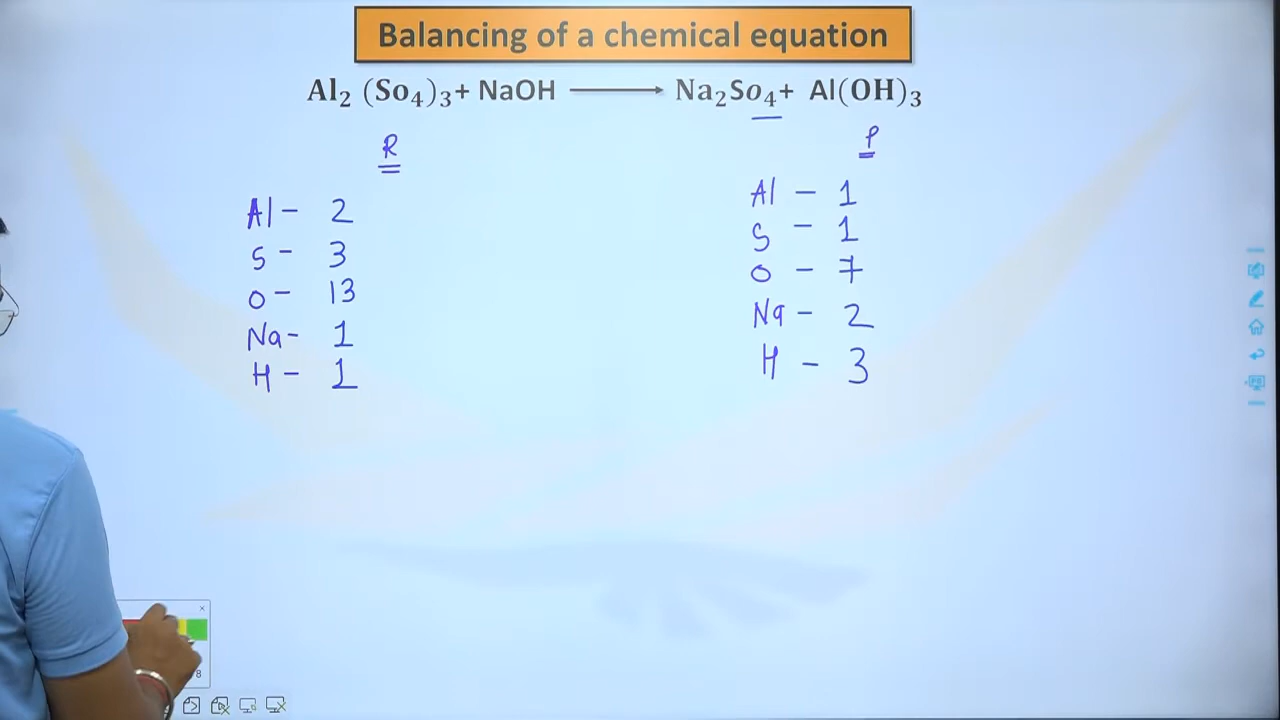 Balancing of a chemical equation
Al₂ (So₄)₃+ NaOH ⟶ Na₂So₄+ Al(OH)₃
R
P
Al - 2
S - 3
O - 13
Na - 1
H - 1
Al - 1
S - 1
O - 7
Na - 2
H - 3
8